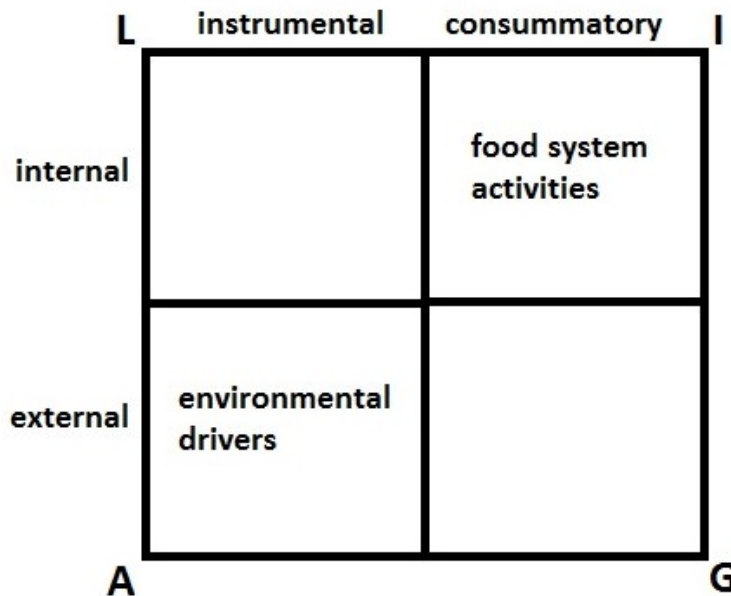 L instrumental consummatory I
internal
food system
activities
external
environmental
drivers
A G